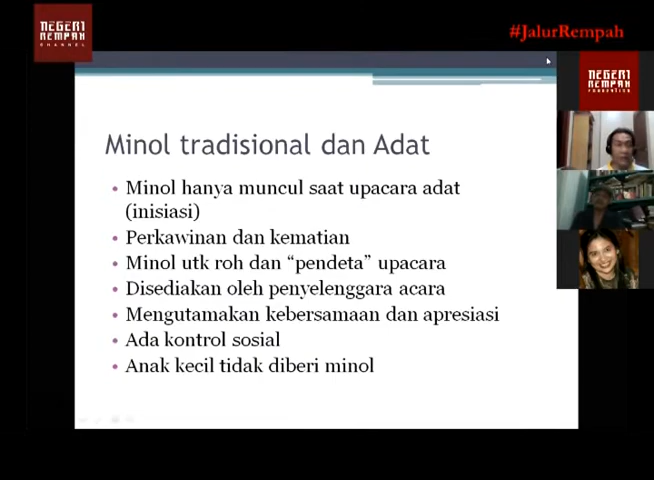 NEGERI
REMPAH
CHANNEL
#JalurRempah
NEGERI
REMPAH
FOUNDATION
Minol tradisional dan Adat
• Minol hanya muncul saat upacara adat
(inisiasi)
• Perkawinan dan kematian
• Minol utk roh dan “pendeta” upacara
• Disediakan oleh penyelenggara acara
• Mengutamakan kebersamaan dan apresiasi
• Ada kontrol sosial
• Anak kecil tidak diberi minol